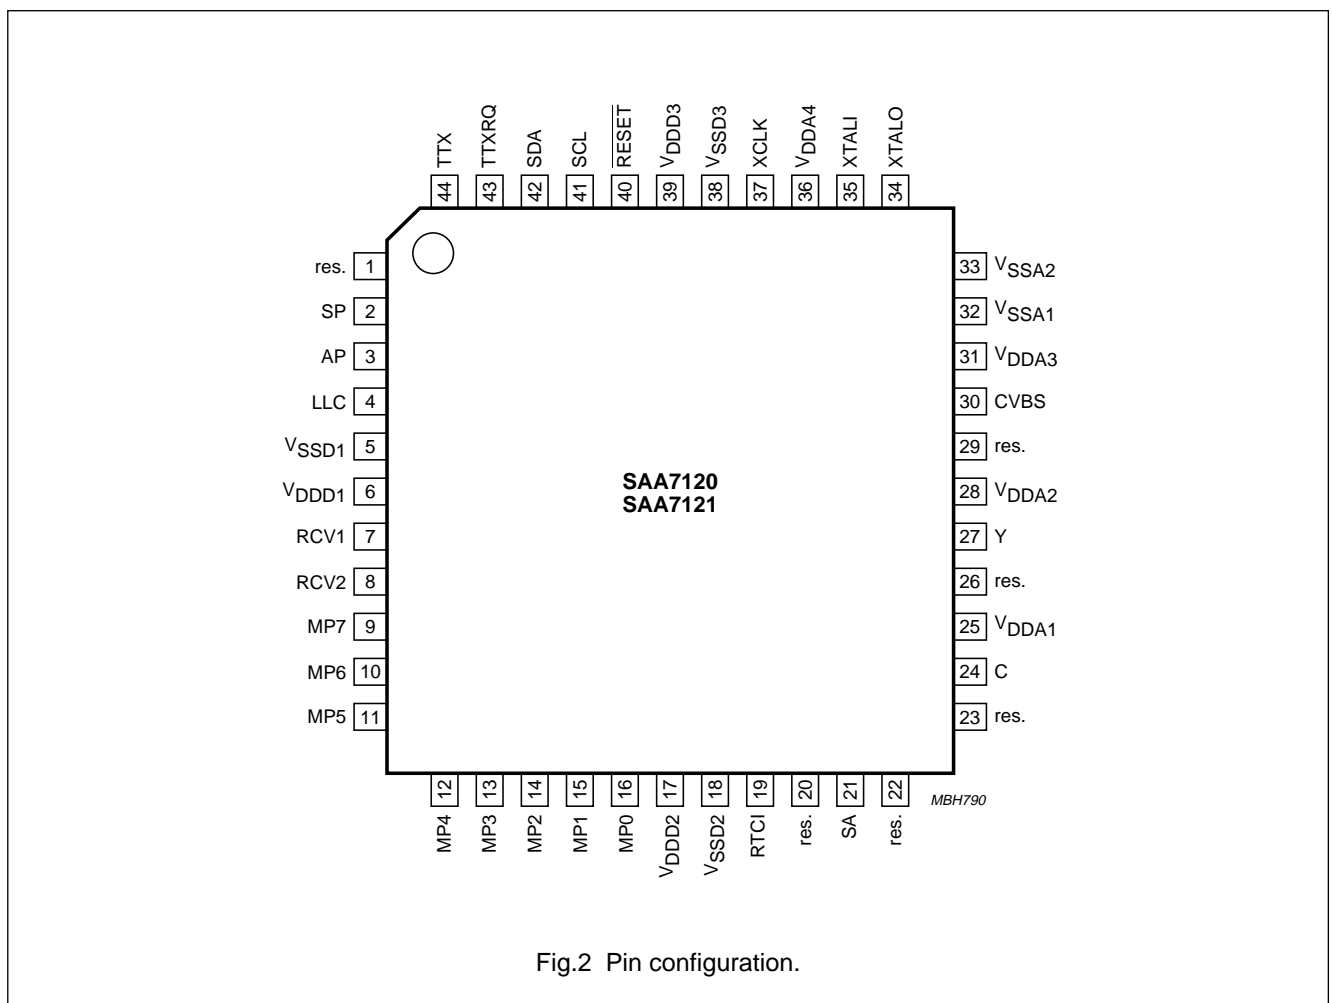 TTX
TTXRQ
SDA
SCL
RESET
VDDD3
VSSD3
XCLK
VDDA4
XTALI
XTALO
44
43
42
41
40
39
38
37
36
35
34
res. 1
SP 2
AP 3
LLC 4
VSSD1 5
VDDD1 6
RCV1 7
RCV2 8
MP7 9
MP6 10
MP5 11
SAA7120
SAA7121
33 VSSA2
32 VSSA1
31 VDDA3
30 CVBS
29 res.
28 VDDA2
27 Y
26 res.
25 VDDA1
24 C
23 res.
12
13
14
15
16
17
18
19
20
21
22
MP4
MP3
MP2
MP1
MP0
VDDD2
VSSD2
RTCI
res.
SA
res.
MBH790
Fig.2 Pin configuration.